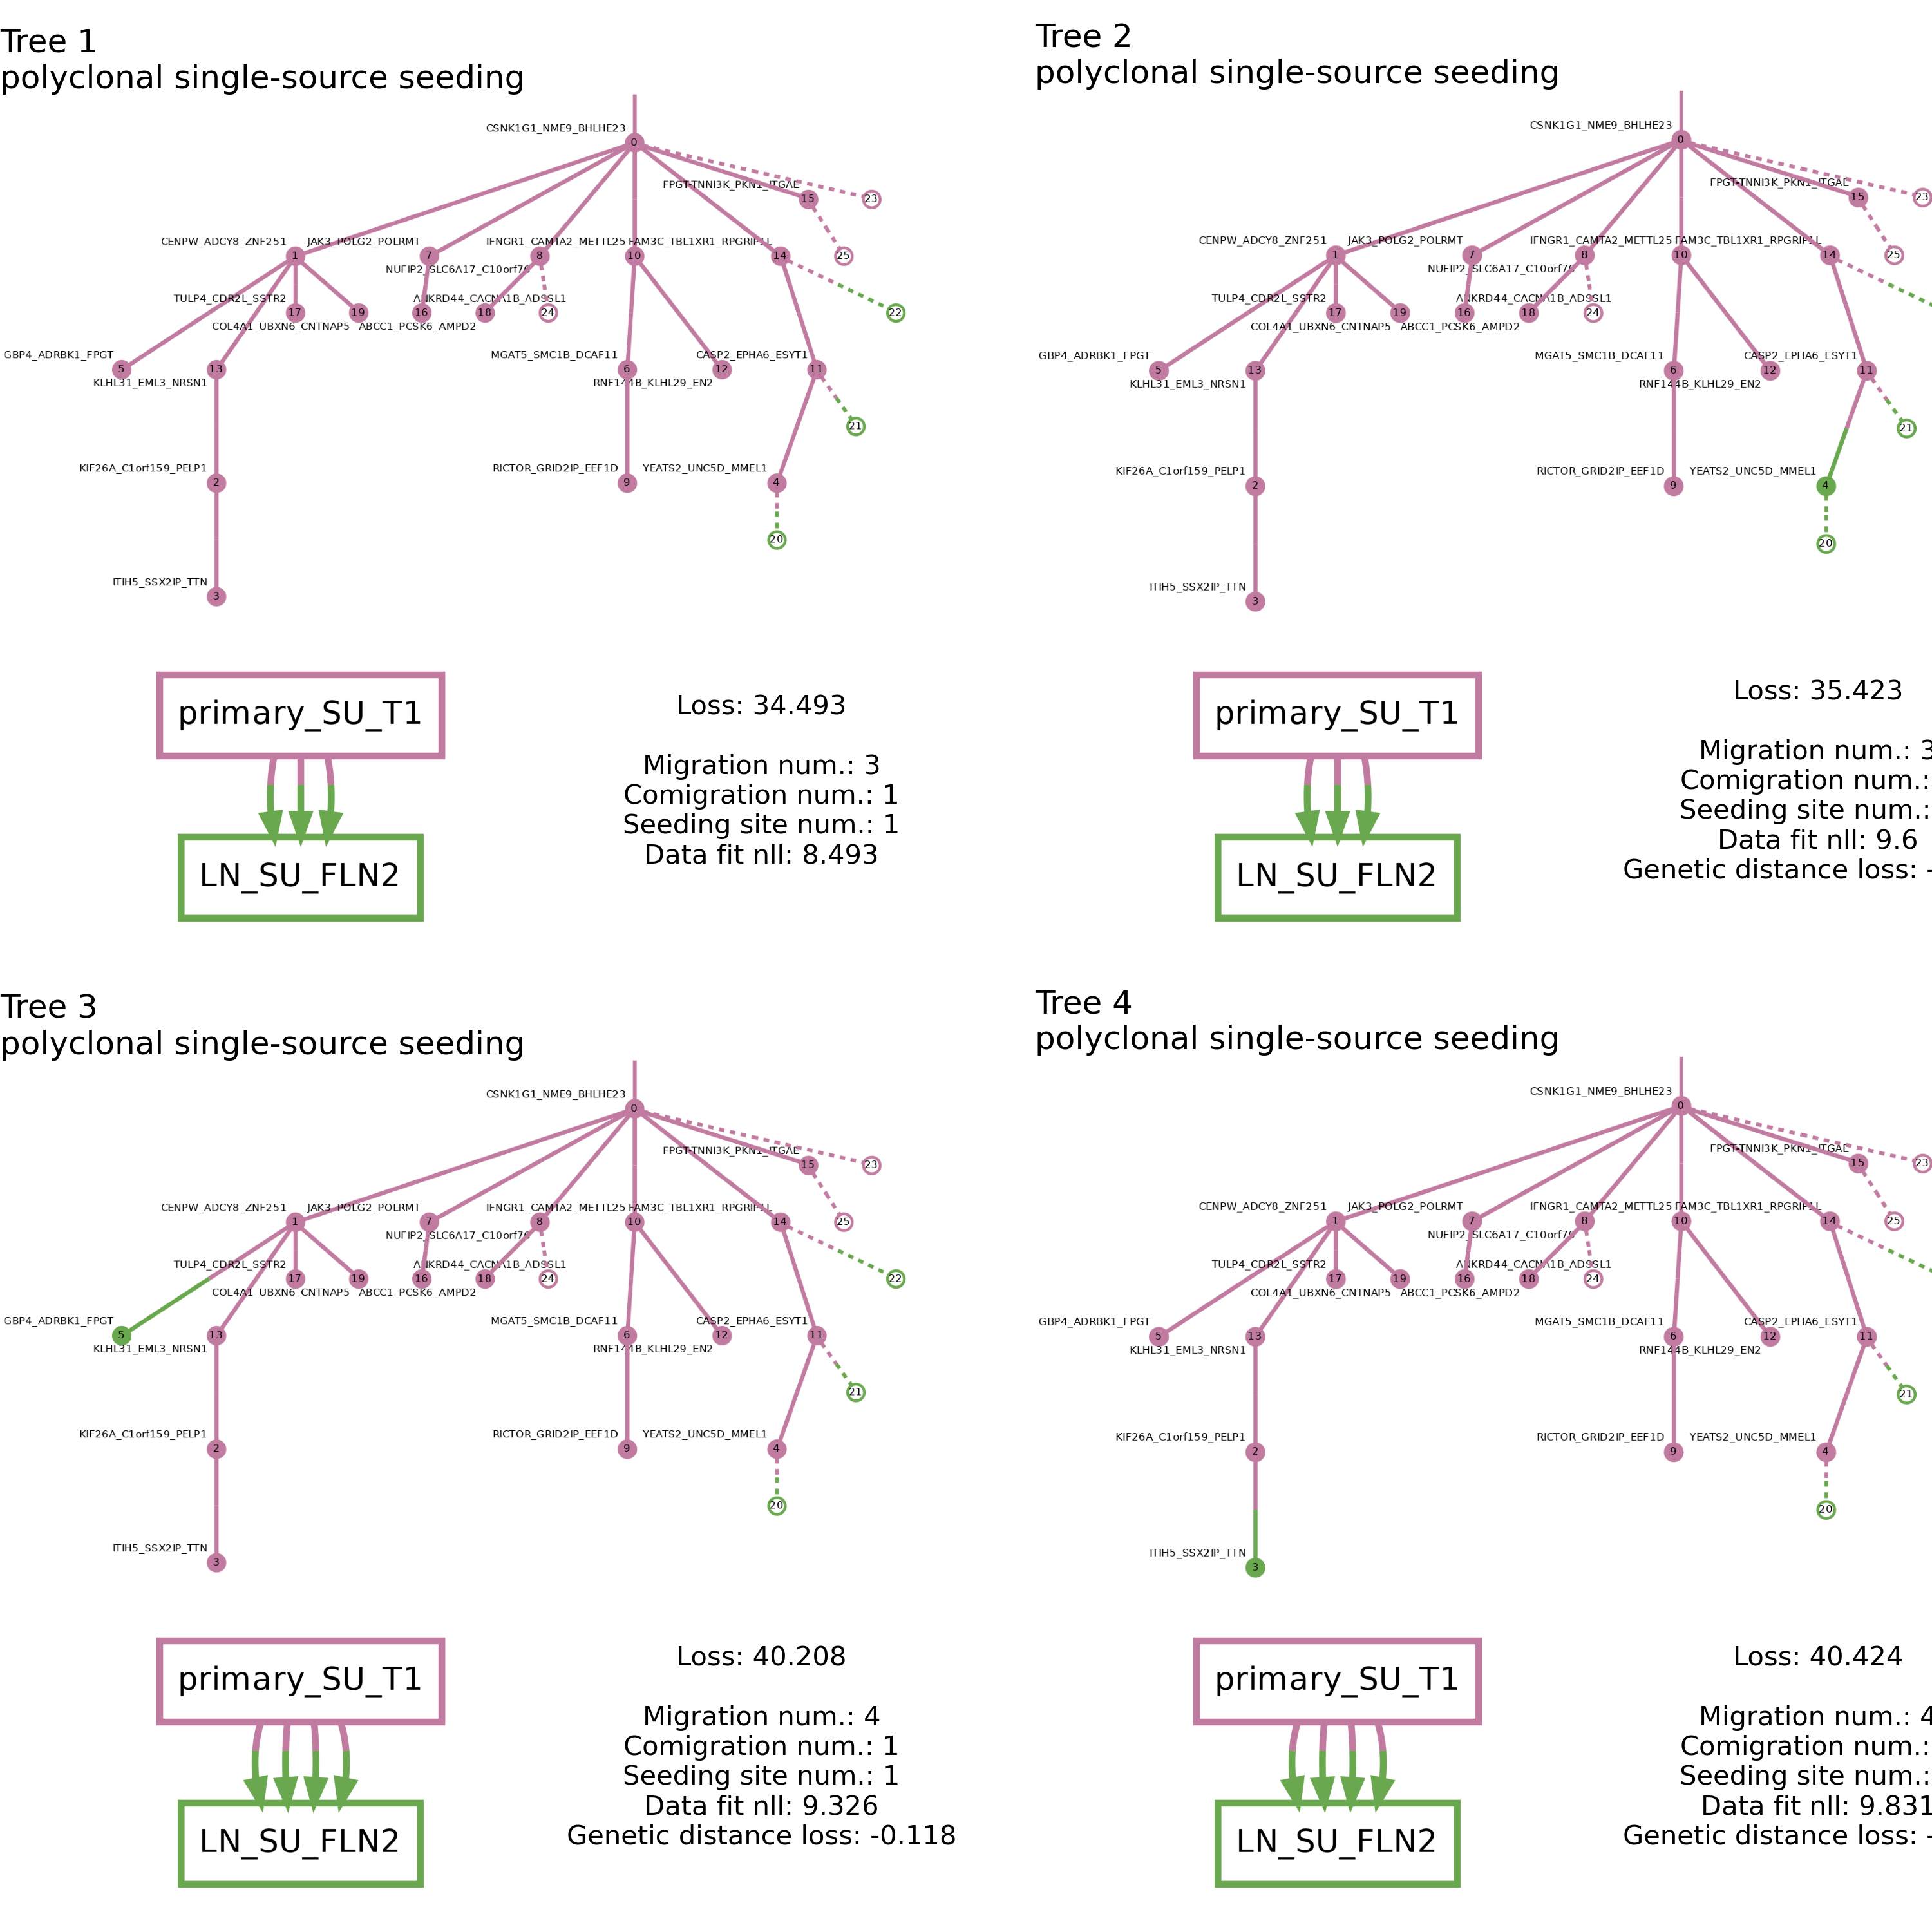 Tree 1
polyclonal single-source seeding
CSNK1G1_NME9_BHLHE23
0
FPGT-TNNI3K_PKN1_ITGAE
15
23
CENPW_ADCY8_ZNF251
JAK3_POLG2_POLRMT
IFNGR1_CAMTA2_METTL25
FAM3C_TBL1XR1_RPGRIP1L
1
7
8
10
14
25
NUFIP2_SLC6A17_C10orf76
TULP4_CDR2L_SSTR2
ANKRD44_CACNA1B_ADSSL1
17
19
16
18
24
22
COL4A1_UBXN6_CNTNAP5
ABCC1_PCSK6_AMPD2
GBP4_ADRBK1_FPGT
MGAT5_SMC1B_DCAF11
CASP2_EPHA6_ESYT1
5
13
6
12
11
KLHL31_EML3_NRSN1
RNF144B_KLHL29_EN2
21
KIF26A_C1orf159_PELP1
RICTOR_GRID2IP_EEF1D
YEATS2_UNC5D_MMEL1
2
9
4
20
ITIH5_SSX2IP_TTN
3
primary_SU_T1
LN_SU_FLN2
Loss: 34.493
Migration num.: 3
Comigration num.: 1
Seeding site num.: 1
Data fit nll: 8.493
Tree 2
polyclonal single-source seeding
CSNK1G1_NME9_BHLHE23
0
FPGT-TNNI3K_PKN1_ITGAE
15
23
CENPW_ADCY8_ZNF251
JAK3_POLG2_POLRMT
IFNGR1_CAMTA2_METTL25
FAM3C_TBL1XR1_RPGRIP1L
1
7
8
10
14
25
NUFIP2_SLC6A17_C10orf76
TULP4_CDR2L_SSTR2
ANKRD44_CACNA1B_ADSSL1
17
19
16
18
24
COL4A1_UBXN6_CNTNAP5
ABCC1_PCSK6_AMPD2
GBP4_ADRBK1_FPGT
MGAT5_SMC1B_DCAF11
CASP2_EPHA6_ESYT1
5
13
6
12
11
KLHL31_EML3_NRSN1
RNF144B_KLHL29_EN2
21
KIF26A_C1orf159_PELP1
RICTOR_GRID2IP_EEF1D
YEATS2_UNC5D_MMEL1
2
9
4
20
ITIH5_SSX2IP_TTN
3
primary_SU_T1
LN_SU_FLN2
Loss: 35.423
Migration num.: 3
Comigration num.:
Seeding site num.:
Data fit nll: 9.6
Genetic distance loss: -
Tree 3
polyclonal single-source seeding
CSNK1G1_NME9_BHLHE23
0
FPGT-TNNI3K_PKN1_ITGAE
15
23
CENPW_ADCY8_ZNF251
JAK3_POLG2_POLRMT
IFNGR1_CAMTA2_METTL25
FAM3C_TBL1XR1_RPGRIP1L
1
7
8
10
14
25
NUFIP2_SLC6A17_C10orf76
TULP4_CDR2L_SSTR2
ANKRD44_CACNA1B_ADSSL1
17
19
16
18
24
22
COL4A1_UBXN6_CNTNAP5
ABCC1_PCSK6_AMPD2
GBP4_ADRBK1_FPGT
MGAT5_SMC1B_DCAF11
CASP2_EPHA6_ESYT1
5
13
6
12
11
KLHL31_EML3_NRSN1
RNF144B_KLHL29_EN2
21
KIF26A_C1orf159_PELP1
RICTOR_GRID2IP_EEF1D
YEATS2_UNC5D_MMEL1
2
9
4
20
ITIH5_SSX2IP_TTN
3
primary_SU_T1
LN_SU_FLN2
Loss: 40.208
Migration num.: 4
Comigration num.: 1
Seeding site num.: 1
Data fit nll: 9.326
Genetic distance loss: -0.118
Tree 4
polyclonal single-source seeding
CSNK1G1_NME9_BHLHE23
0
FPGT-TNNI3K_PKN1_ITGAE
15
23
CENPW_ADCY8_ZNF251
JAK3_POLG2_POLRMT
IFNGR1_CAMTA2_METTL25
FAM3C_TBL1XR1_RPGRIP1L
1
7
8
10
14
25
NUFIP2_SLC6A17_C10orf76
TULP4_CDR2L_SSTR2
ANKRD44_CACNA1B_ADSSL1
17
19
16
18
24
COL4A1_UBXN6_CNTNAP5
ABCC1_PCSK6_AMPD2
GBP4_ADRBK1_FPGT
MGAT5_SMC1B_DCAF11
CASP2_EPHA6_ESYT1
5
13
6
12
11
KLHL31_EML3_NRSN1
RNF144B_KLHL29_EN2
21
KIF26A_C1orf159_PELP1
RICTOR_GRID2IP_EEF1D
YEATS2_UNC5D_MMEL1
2
9
4
20
ITIH5_SSX2IP_TTN
3
primary_SU_T1
LN_SU_FLN2
Loss: 40.424
Migration num.: 4
Comigration num.:
Seeding site num.:
Data fit nll: 9.831
Genetic distance loss: -